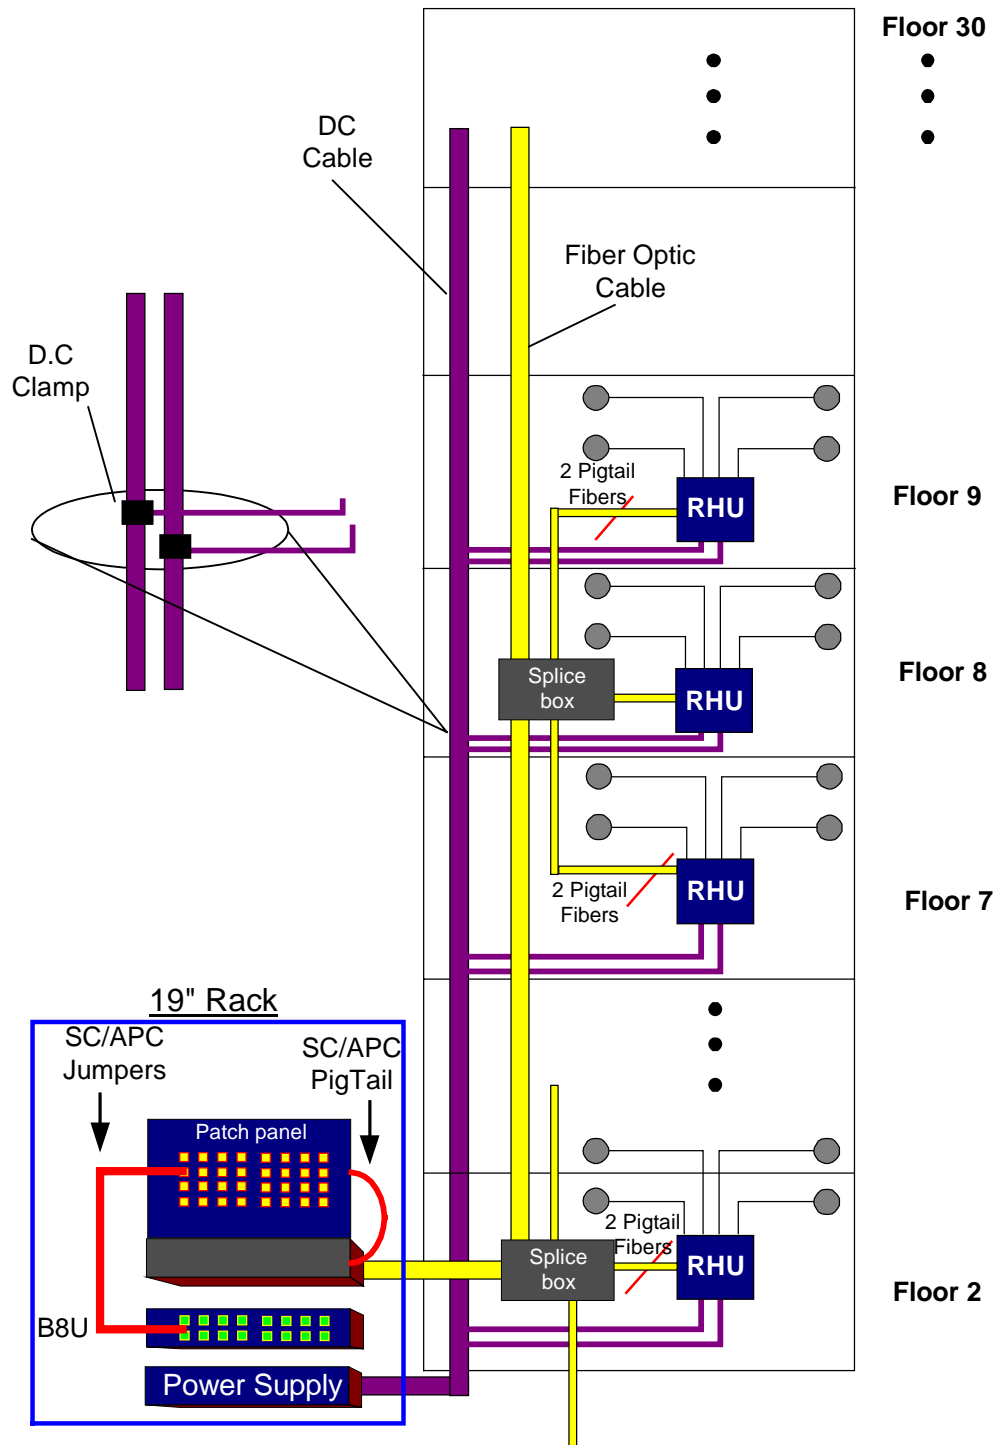 Floor 30
DC
Cable
Fiber Optic
Cable
D.C
Clamp
2 Pigtail
Fibers
RHU
Floor 9
Splice
box
RHU
Floor 8
2 Pigtail
Fibers
RHU
Floor 7
19" Rack
SC/APC
Jumpers
SC/APC
PigTail
Patch panel
2 Pigtail
Fibers
Splice
box
RHU
Floor 2
B8U
Power Supply